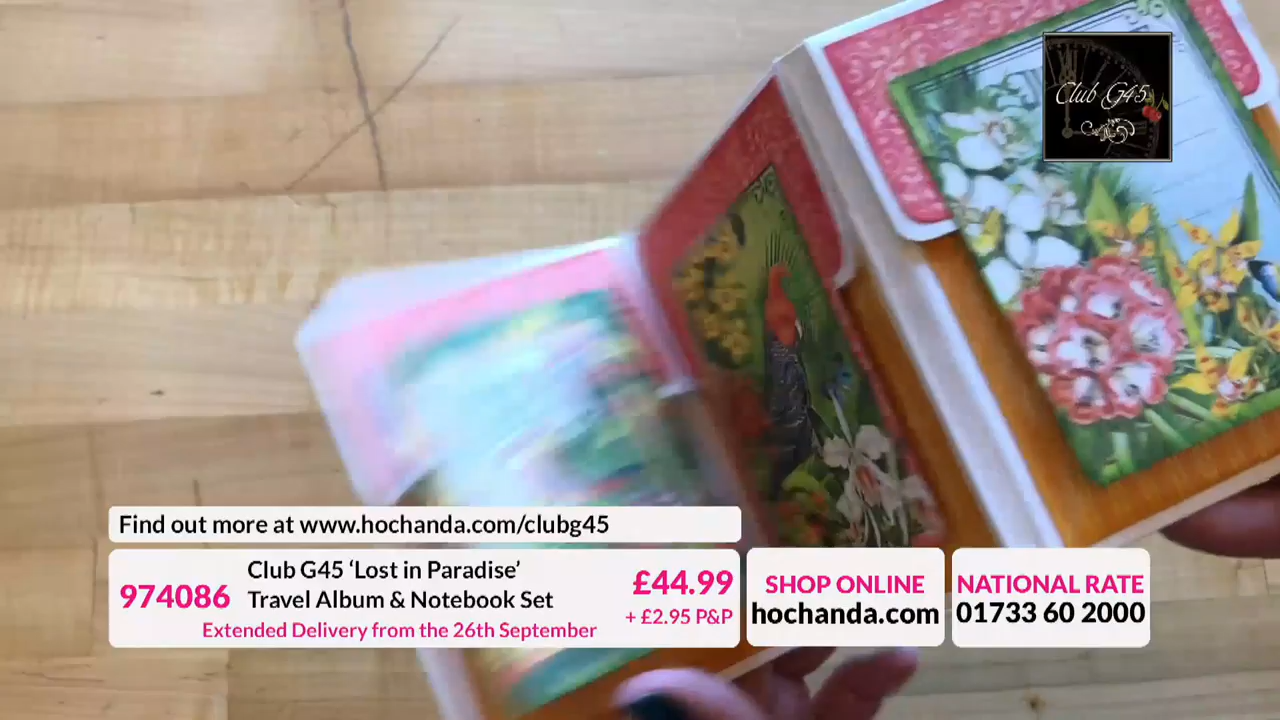 Club G45
Find out more at www.hochanda.com/clubg45
974086
Club G45 ‘Lost in Paradise’
Travel Album & Notebook Set
Extended Delivery from the 26th September
£44.99
+ £2.95 P&P
SHOP ONLINE
hochanda.com
NATIONAL RATE
01733 60 2000